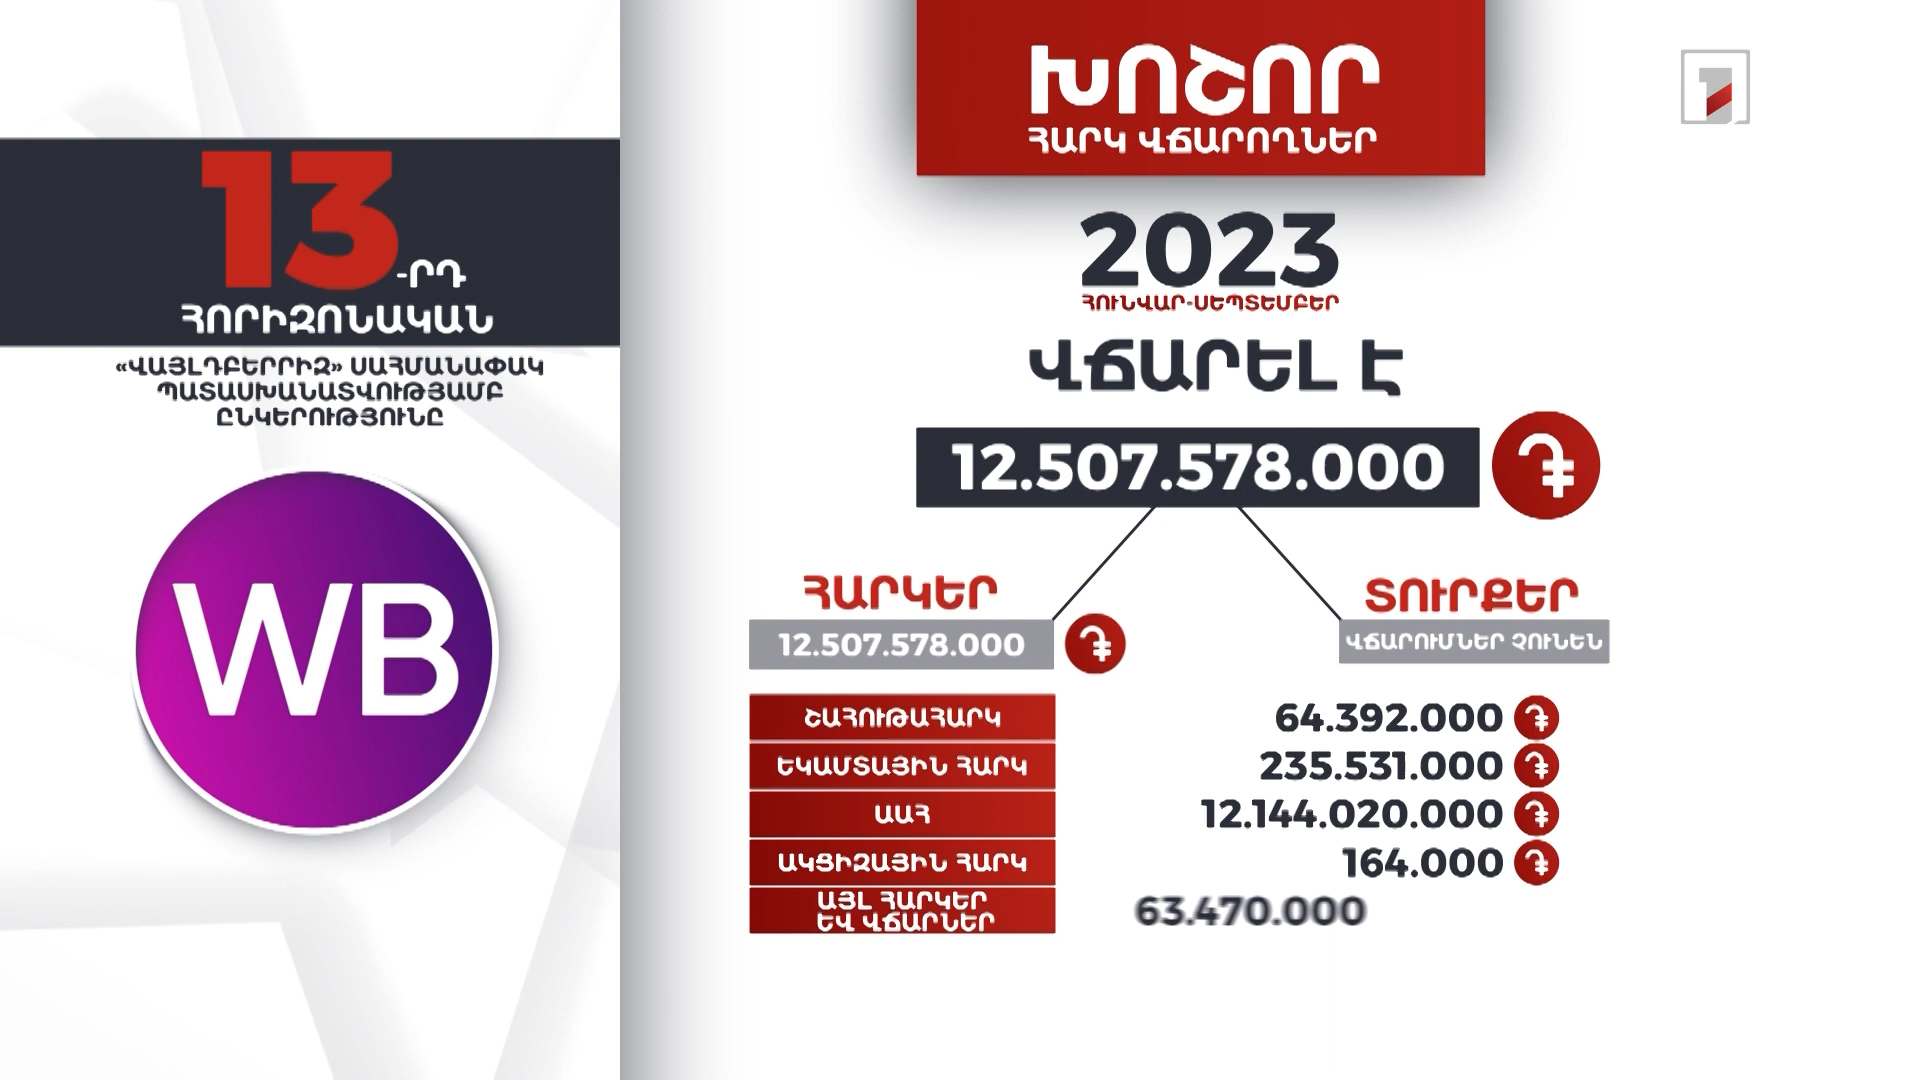 13-ՐԴ
ՀՈՐԻԶՈՆԱԿԱՆ
«ՎԱՅԼԴԲԵՐՐԻԶ» ՍԱՀՄԱՆԱՓԱԿ
ՊԱՏԱՍԽԱՆԱՏՎՈՒԹՅԱՄԲ
ԸՆԿԵՐՈՒԹՅՈՒՆԸ
WB
ԽՈՇՈՐ
ՀԱՐԿ ՎՃԱՐՈՂՆԵՐ
1
2023
ՀՈՒՆՎԱՐ-ՍԵՊՏԵՄԲԵՐ
ՎՃԱՐԵԼ Է
12.507.578.000 ֏
ՀԱՐԿԵՐ
12.507.578.000 ֏
ՏՈՒՐՔԵՐ
ՎՃԱՐՈՒՄՆԵՐ ՉՈՒՆԵՆ
ՇԱՀՈՒԹԱՀԱՐԿ 64.392.000 ֏
ԵԿԱՄՏԱՅԻՆ ՀԱՐԿ 235.531.000 ֏
ԱԱՀ 12.144.020.000 ֏
ԱԿՑԻԶԱՅԻՆ ՀԱՐԿ 164.000 ֏
ԱՅԼ ՀԱՐԿԵՐ
ԵՎ ՎՃԱՐՆԵՐ 63.470.000